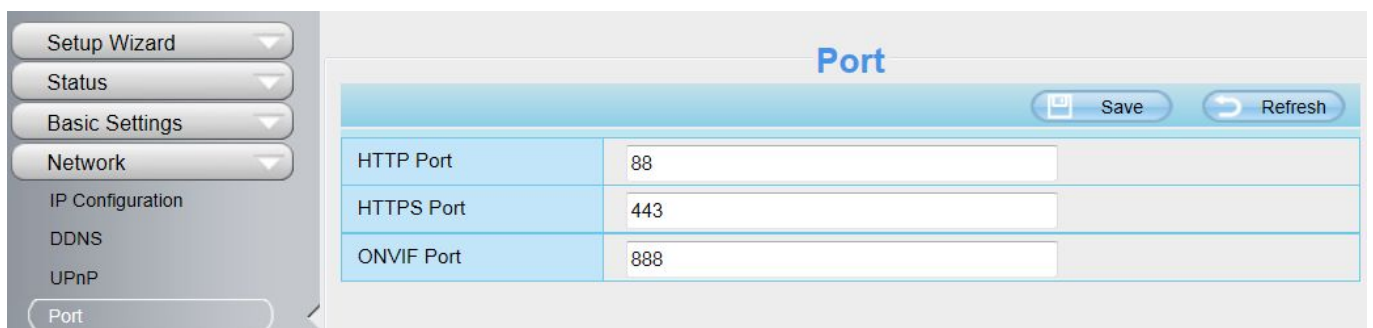 Setup Wizard
Status
Basic Settings
Network
IP Configuration
DDNS
UPnP
Port
Port
Save Refresh
HTTP Port 88
HTTPS Port 443
ONVIF Port 888